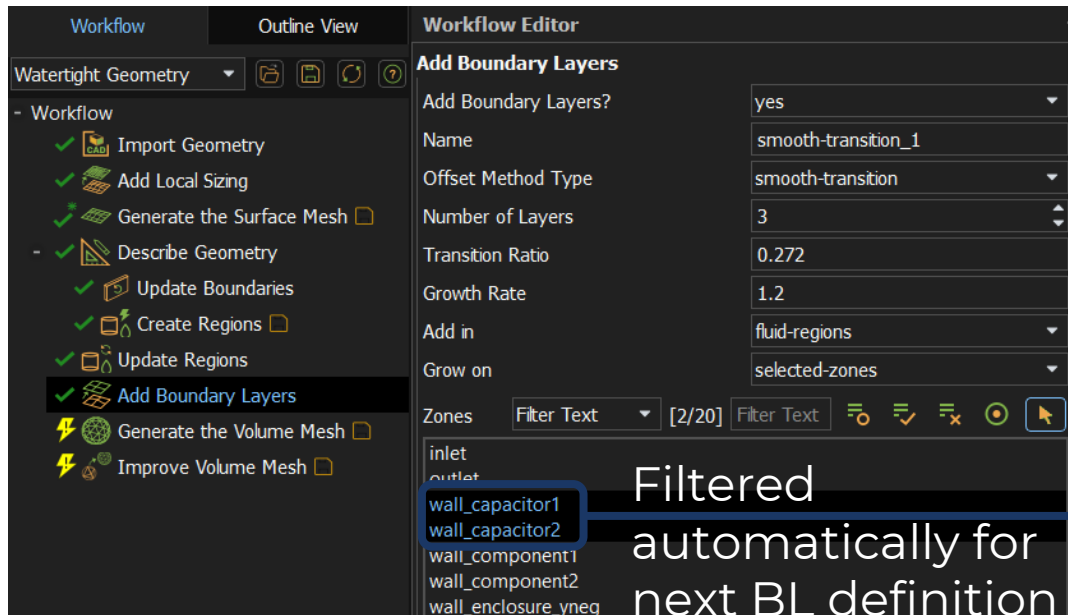 Workflow
Outline View
Watertight Geometry
- Workflow
CAD
Import Geometry
Add Local Sizing
Generate the Surface Mesh
- Describe Geometry
Update Boundaries
Create Regions
Update Regions
Add Boundary Layers
Generate the Volume Mesh
Improve Volume Mesh
Workflow Editor
Add Boundary Layers
Add Boundary Layers? yes
Name smooth-transition_1
Offset Method Type smooth-transition
Number of Layers 3
Transition Ratio 0.272
Growth Rate 1.2
Add in fluid-regions
Grow on selected-zones
Zones Filter Text [2/20] Filter Text
inlet
outlet
wall_capacitor1
wall_capacitor2
wall_component1
wall_component2
wall_enclosure_yneg
Filtered
automatically for
next BL definition